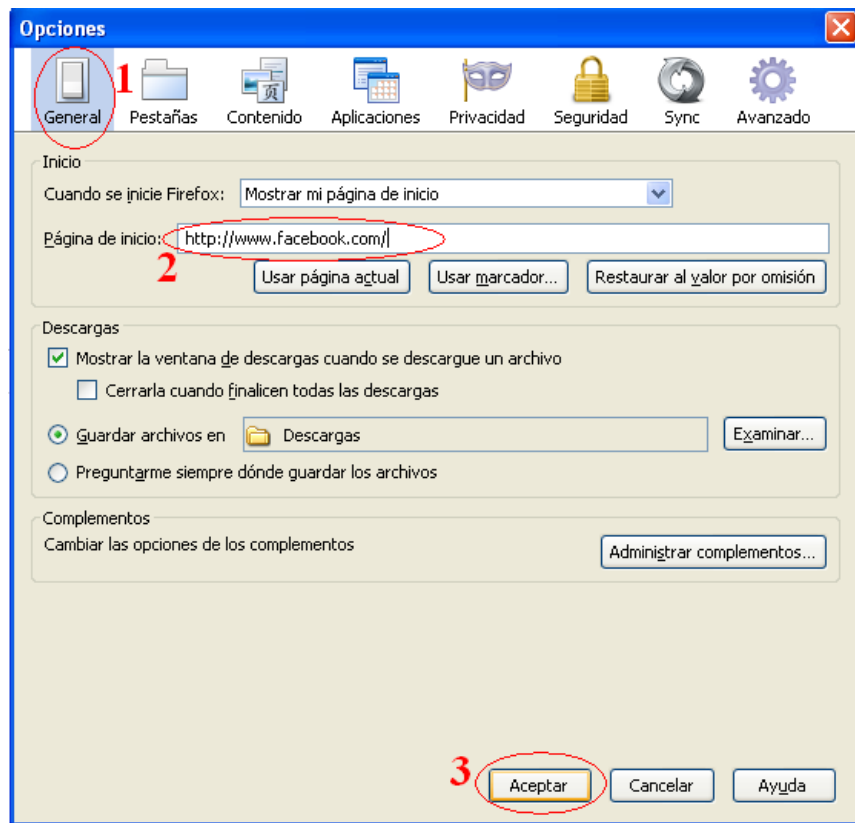 Opciones
1
General Pestañas Contenido Aplicaciones Privacidad Seguridad Sync Avanzado
Inicio
Cuando se inicie Firefox: Mostrar mi página de inicio
Página de inicio: http://www.facebook.com/
2
Usar página actual Usar marcador... Restaurar al valor por omisión
Descargas
Mostrar la ventana de descargas cuando se descargue un archivo
Cerrarla cuando finalicen todas las descargas
Guardar archivos en Descargas Examinar...
Preguntarme siempre dónde guardar los archivos
Complementos
Cambiar las opciones de los complementos Administrar complementos...
3 Aceptar Cancelar Ayuda